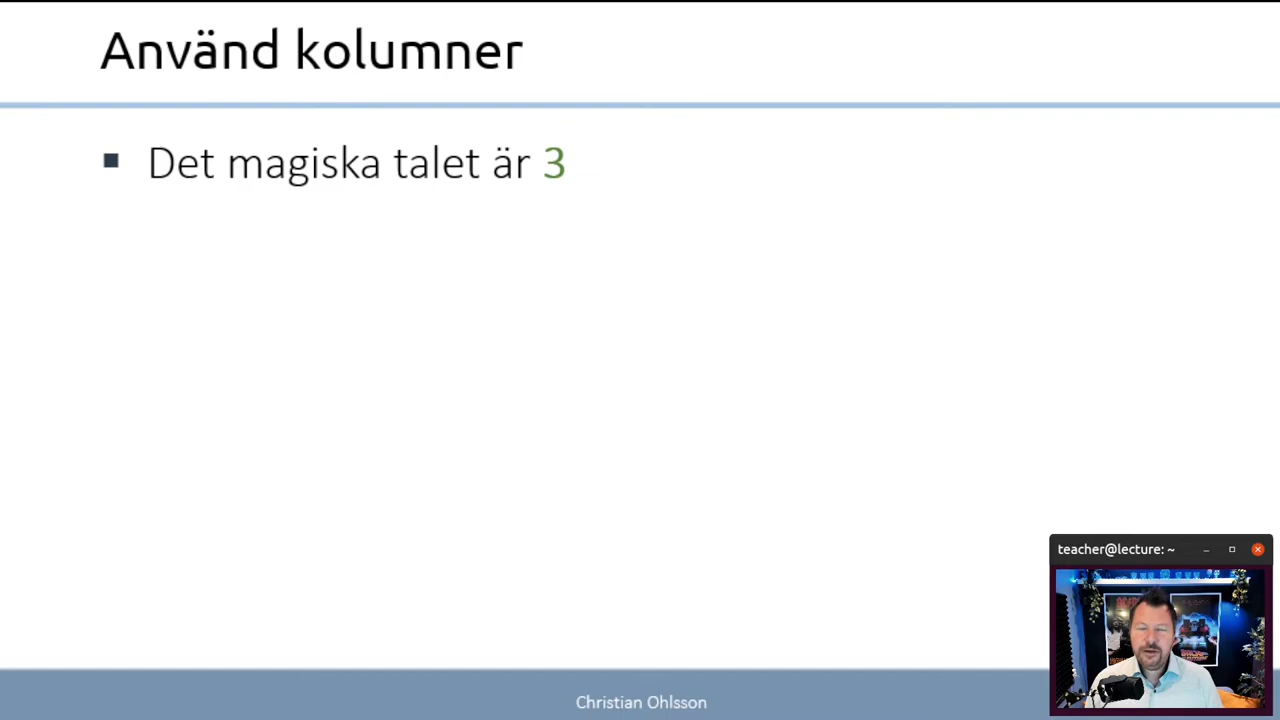 Använd kolumner
Det magiska talet är 3
teacher@lecture: ~
Christian Ohlsson